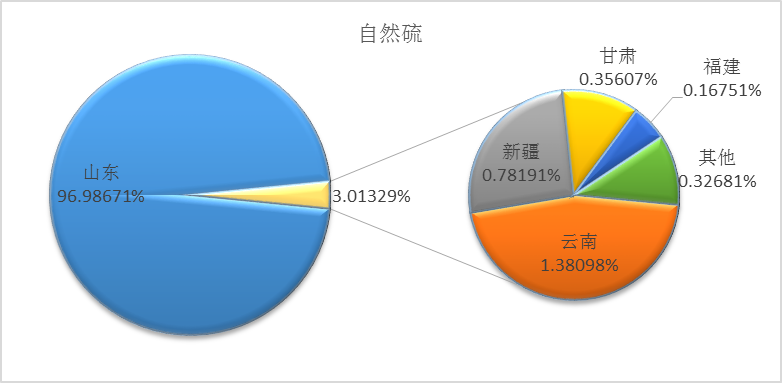 自然硫
山东
96.98671%
3.01329%
甘肃
0.35607%
福建
0.16751%
新疆
0.78191%
其他
0.32681%
云南
1.38098%